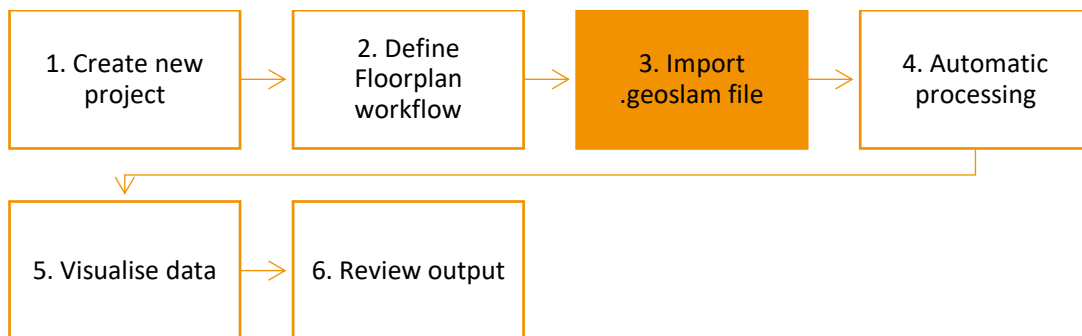 1. Create new
project
2. Define
Floorplan
workflow
3. Import
.geoslam file
4. Automatic
processing
5. Visualise data
6. Review output